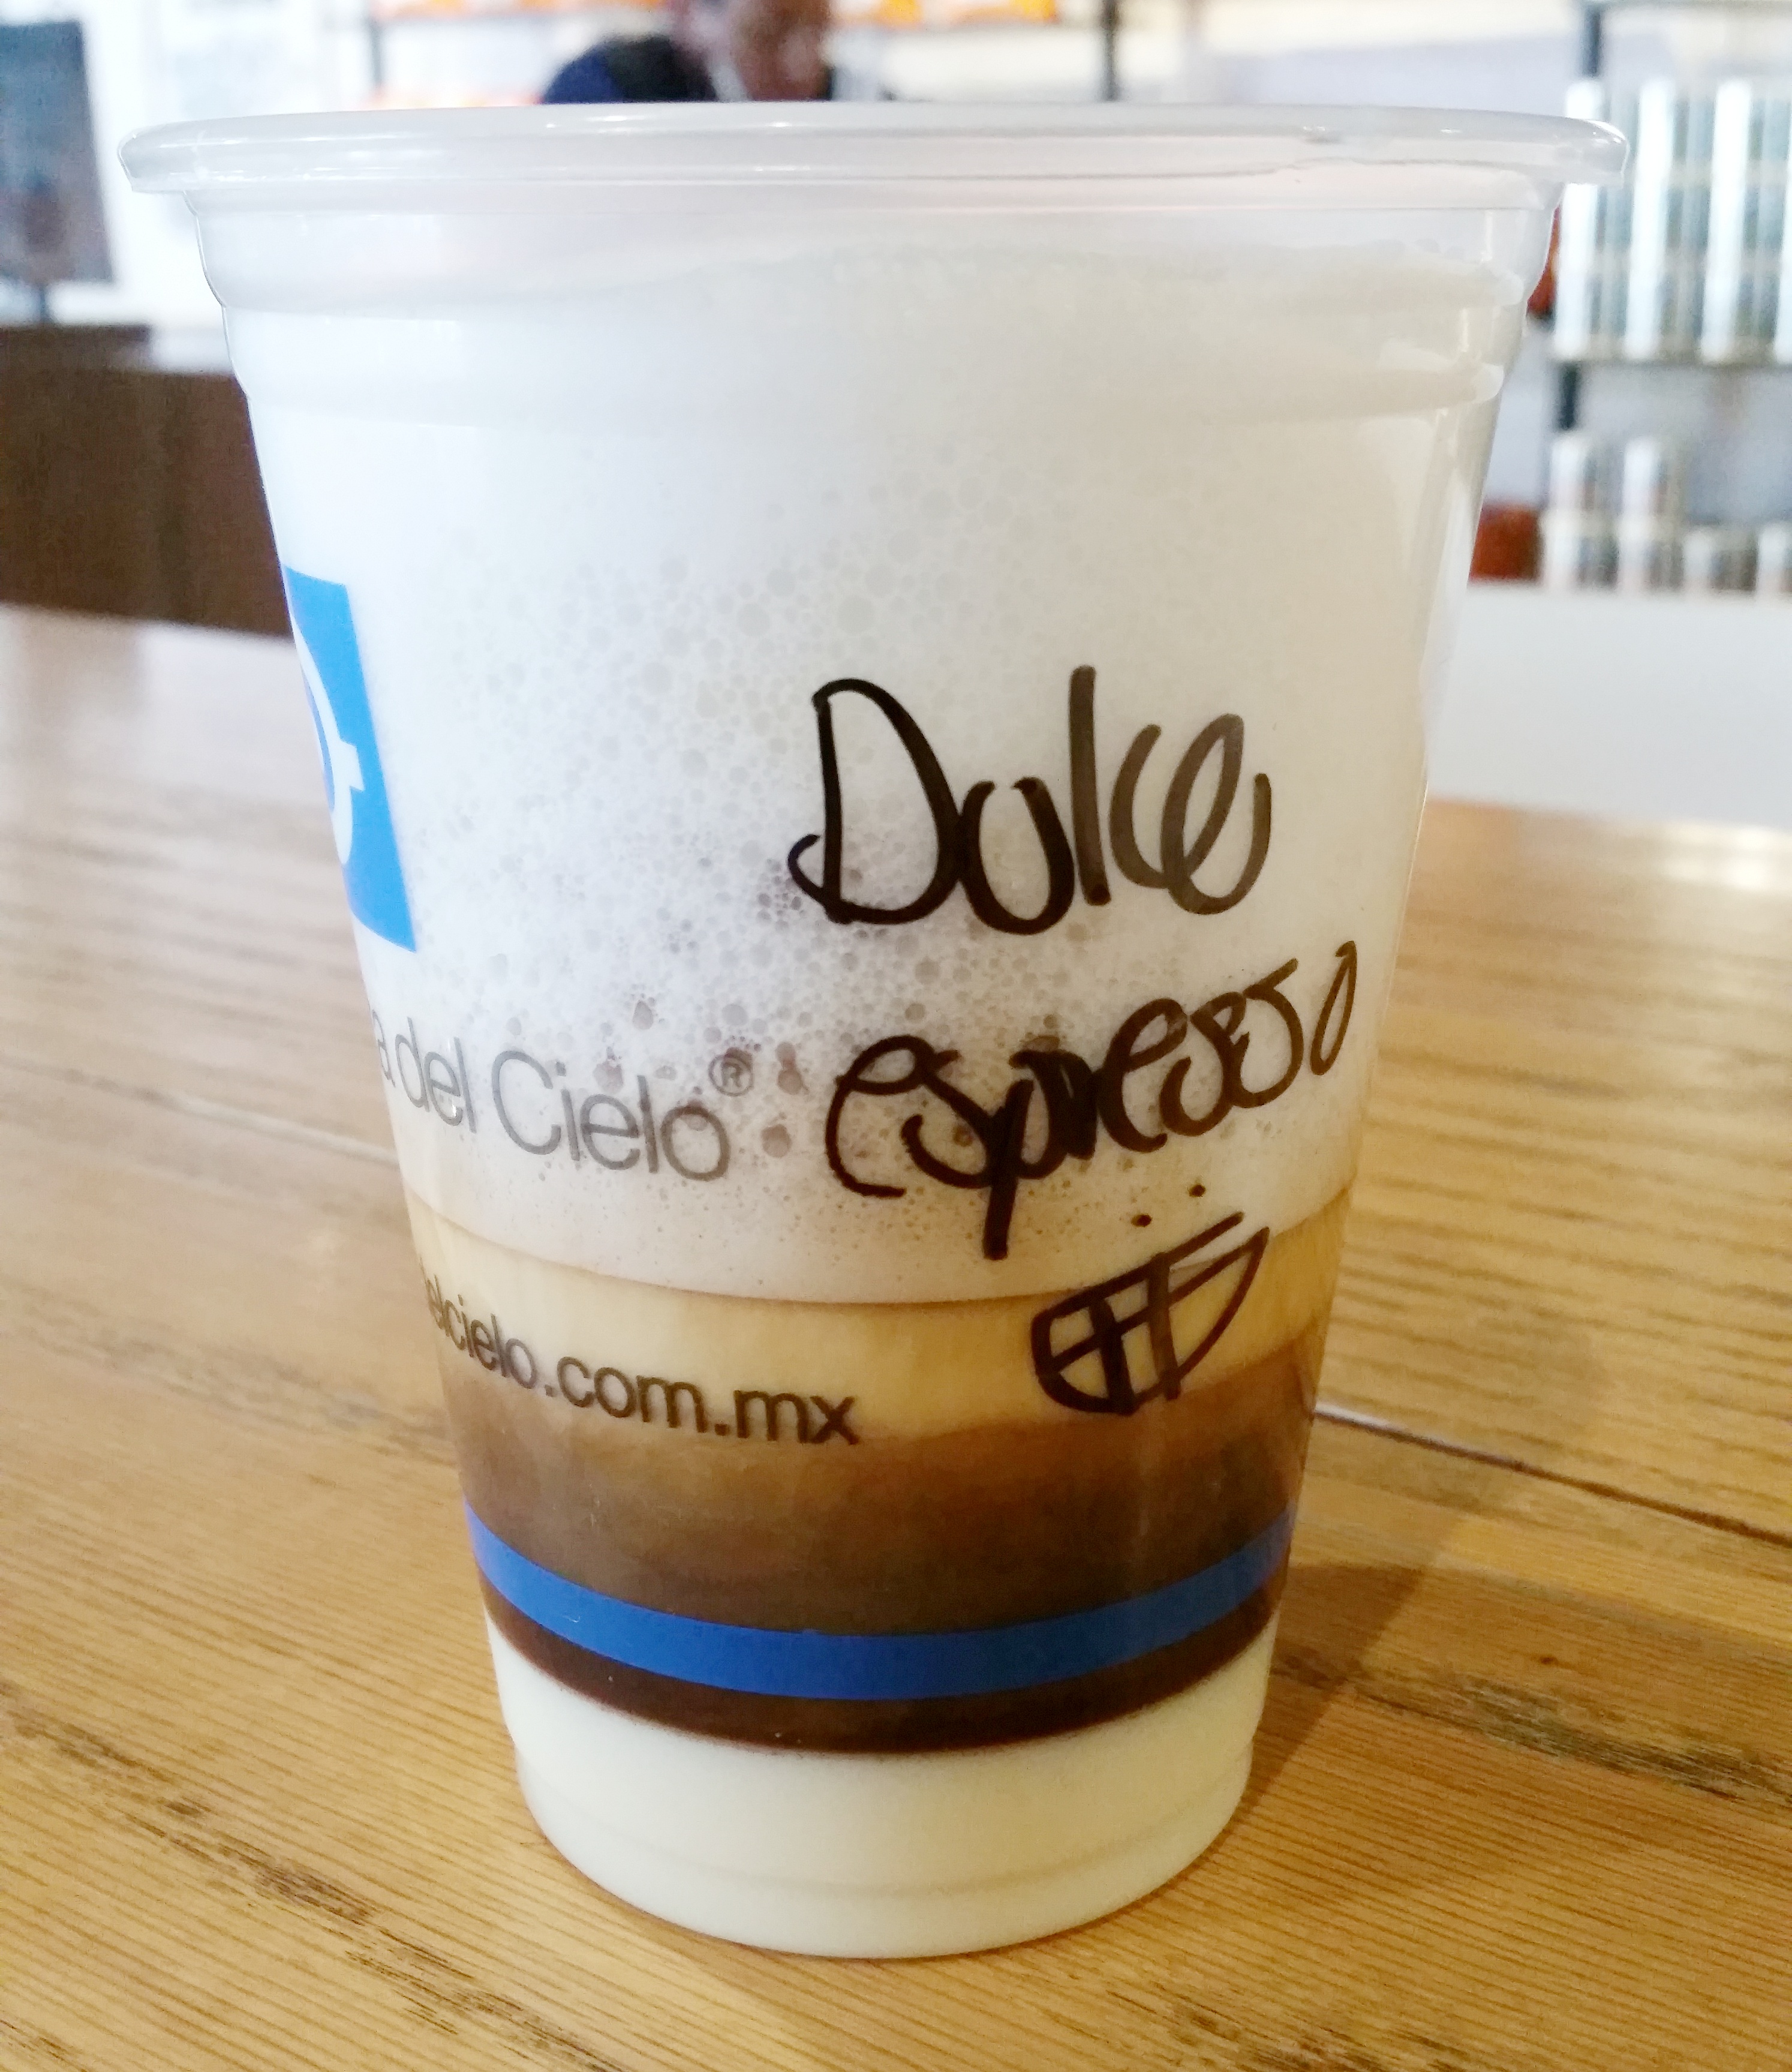 Dulce
espresso
a del Cielo®
elcielo.com.mx